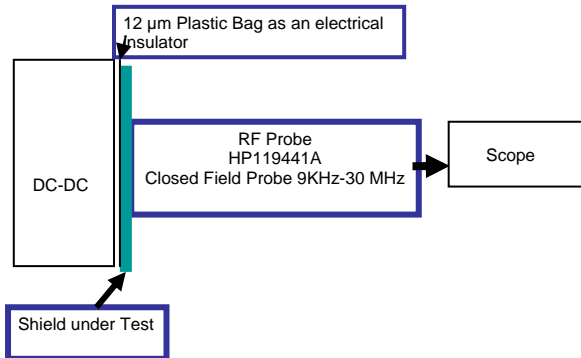 12 µm Plastic Bag as an electrical
insulator
RF Probe
HP119441A
Closed Field Probe 9KHz-30 MHz
Scope
DC-DC
Shield under Test